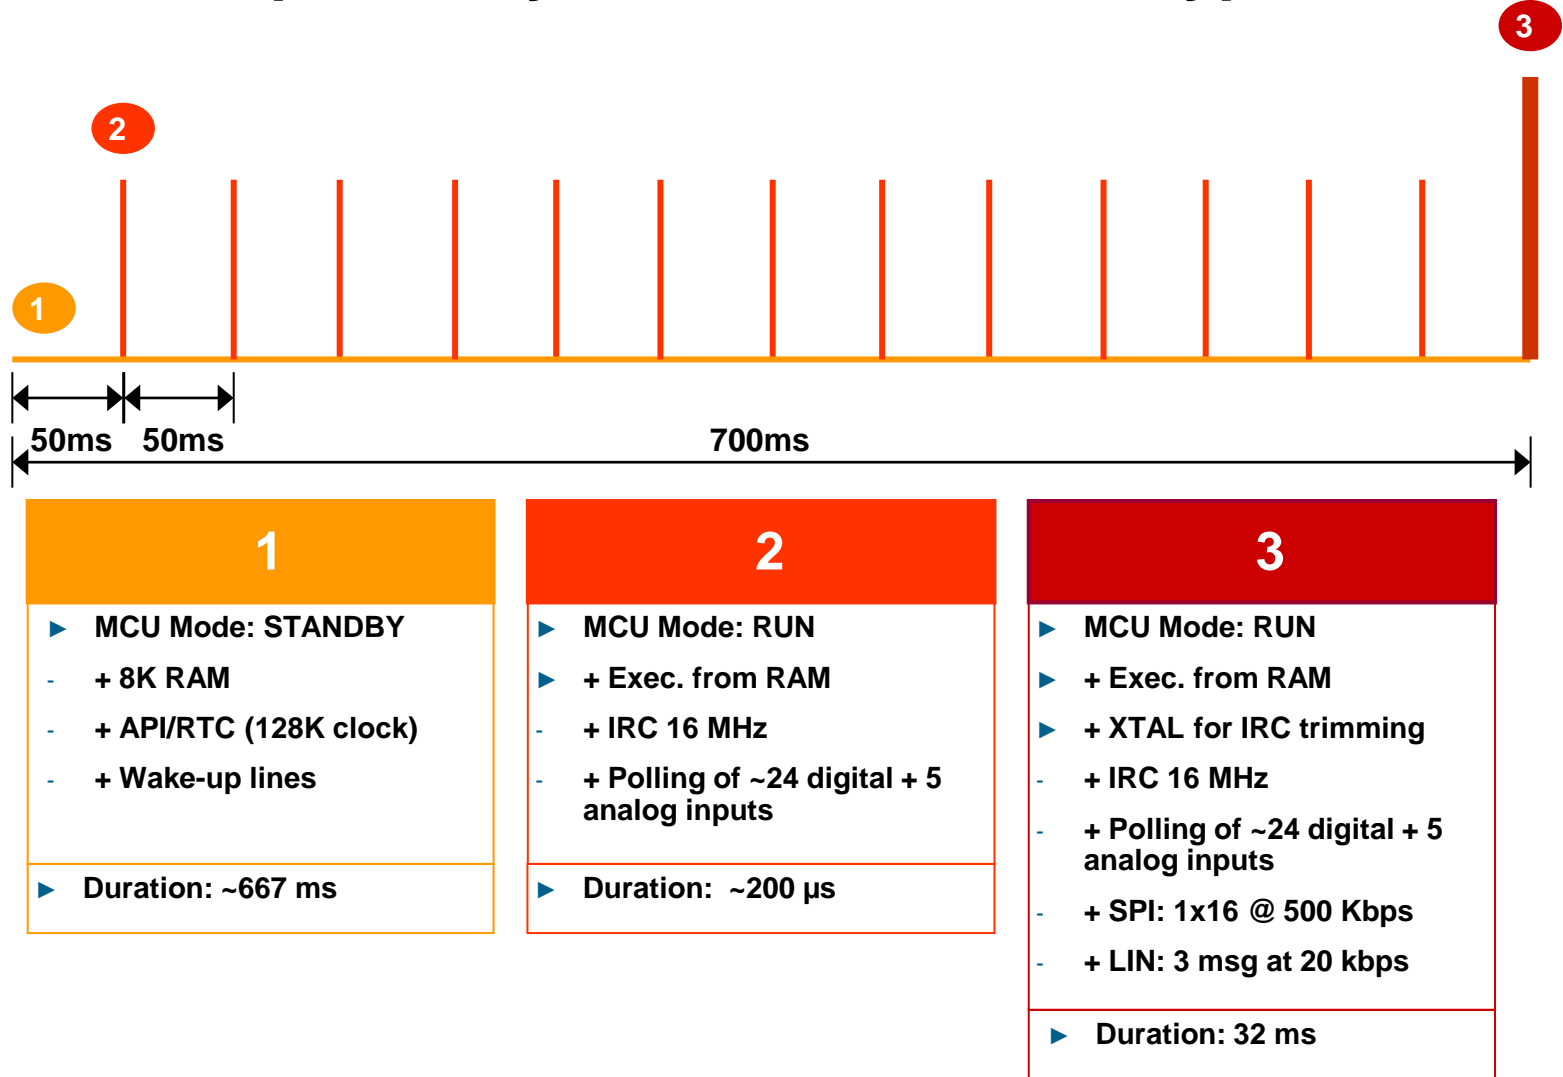 3
2
1
50ms 50ms 700ms
1
► MCU Mode: STANDBY
- + 8K RAM
- + API/RTC (128K clock)
- + Wake-up lines
► Duration: ~667 ms
2
► MCU Mode: RUN
► + Exec. from RAM
- + IRC 16 MHz
- + Polling of ~24 digital + 5
analog inputs
► Duration: ~200 µs
3
► MCU Mode: RUN
► + Exec. from RAM
► + XTAL for IRC trimming
- + IRC 16 MHz
- + Polling of ~24 digital + 5
analog inputs
- + SPI: 1x16 @ 500 Kbps
- + LIN: 3 msg at 20 kbps
► Duration: 32 ms